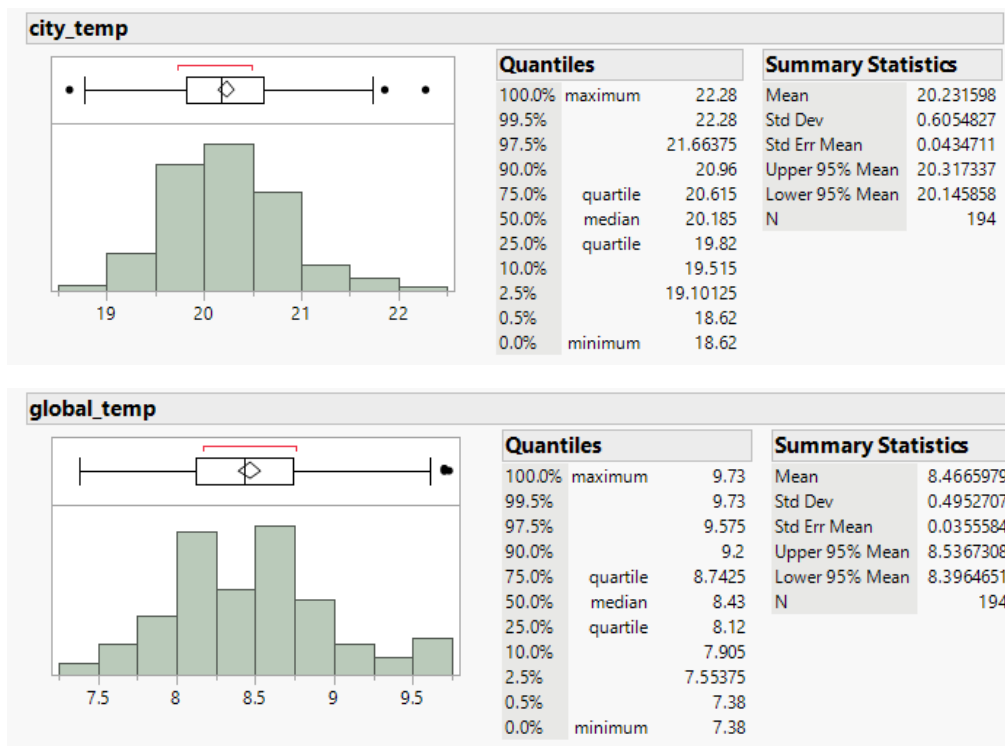 city_temp
Quantiles
100.0% maximum 22.28
99.5% 22.28
97.5% 21.66375
90.0% 20.96
75.0% quartile 20.615
50.0% median 20.185
25.0% quartile 19.82
10.0% 19.515
2.5% 19.10125
0.5% 18.62
0.0% minimum 18.62
Summary Statistics
Mean 20.231598
Std Dev 0.6054827
Std Err Mean 0.0434711
Upper 95% Mean 20.317337
Lower 95% Mean 20.145858
N 194
19 20 21 22
global_temp
Quantiles
100.0% maximum 9.73
99.5% 9.73
97.5% 9.575
90.0% 9.2
75.0% quartile 8.7425
50.0% median 8.43
25.0% quartile 8.12
10.0% 7.905
2.5% 7.55375
0.5% 7.38
0.0% minimum 7.38
Summary Statistics
Mean 8.4665979
Std Dev 0.4952707
Std Err Mean 0.0355584
Upper 95% Mean 8.5367308
Lower 95% Mean 8.3964651
N 194
7.5 8 8.5 9 9.5